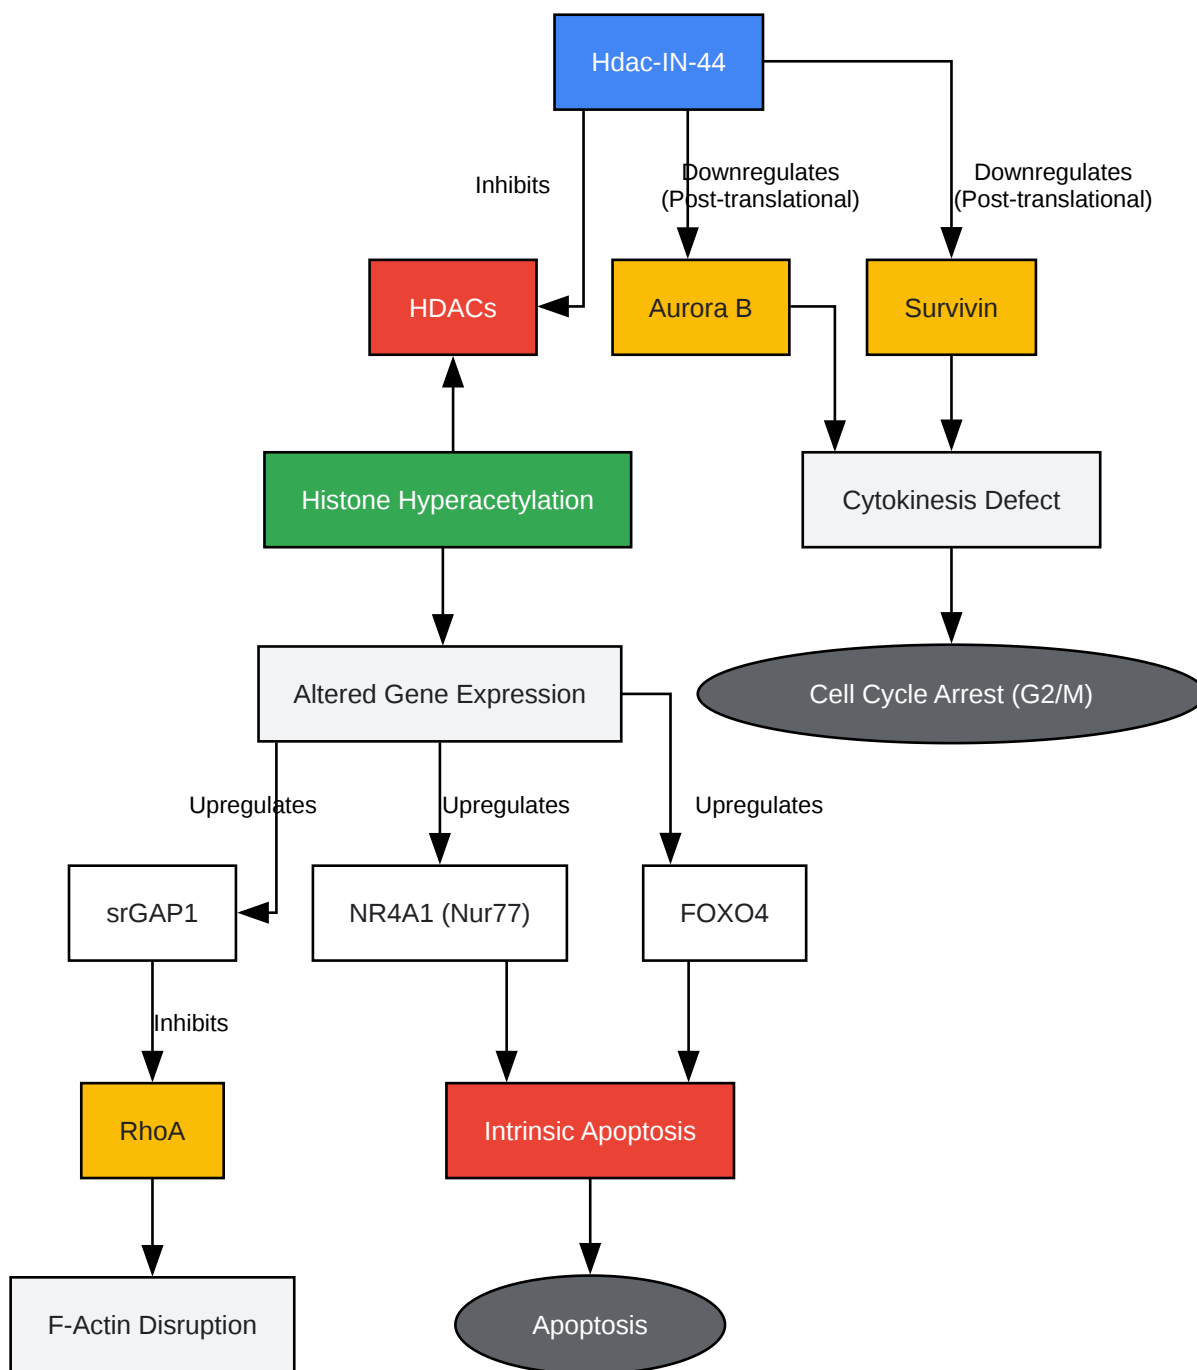 Hdac-IN-44
Inhibits
Downregulates
(Post-translational)
Downregulates
(Post-translational)
HDACs
Aurora B
Survivin
Histone Hyperacetylation
Cytokinesis Defect
Altered Gene Expression
Cell Cycle Arrest (G2/M)
Upregulates
Upregulates
Upregulates
srGAP1
NR4A1 (Nur77)
FOXO4
Inhibits
RhoA
Intrinsic Apoptosis
F-Actin Disruption
Apoptosis